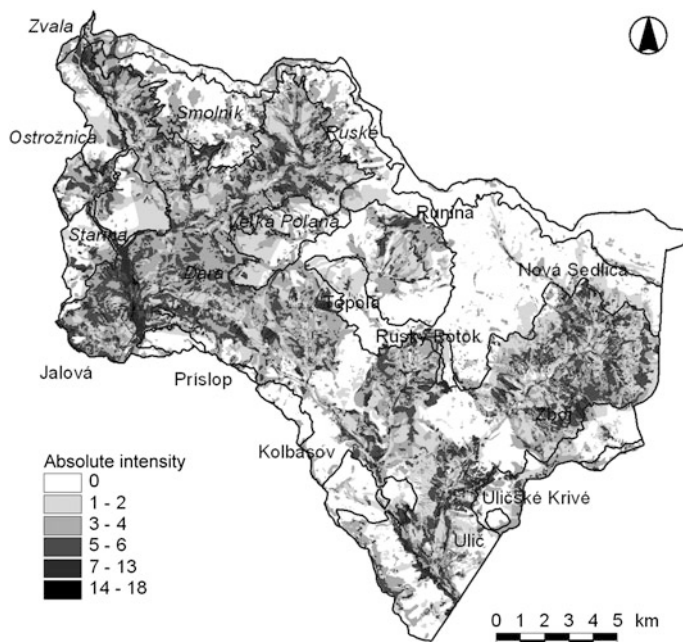 Zvala
Smolník
Ostrožnica
Ruské
Veľká Poľana
Runina
Starina
Nová Sedlica
Dara
Topoľa
Ruský Potok
Jalová
Príslop
Zboj
Kolbasov
Absolute intensity
0
1 - 2
3 - 4
5 - 6
7 - 13
14 - 18
Uličské Krivé
Ulič
0 1 2 3 4 5 km